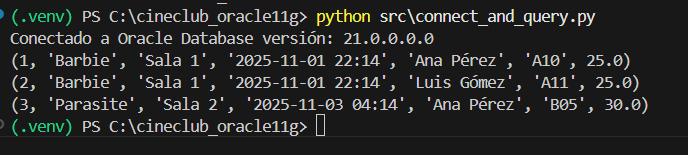 (.venv) PS C:\cineclub_oracle11g> python src\connect_and_query.py
Conectado a Oracle Database versión: 21.0.0.0.0
(1, 'Barbie', 'Sala 1', '2025-11-01 22:14', 'Ana Pérez', 'A10', 25.0)
(2, 'Barbie', 'Sala 1', '2025-11-01 22:14', 'Luis Gómez', 'A11', 25.0)
(3, 'Parasite', 'Sala 2', '2025-11-03 04:14', 'Ana Pérez', 'B05', 30.0)
(.venv) PS C:\cineclub_oracle11g>